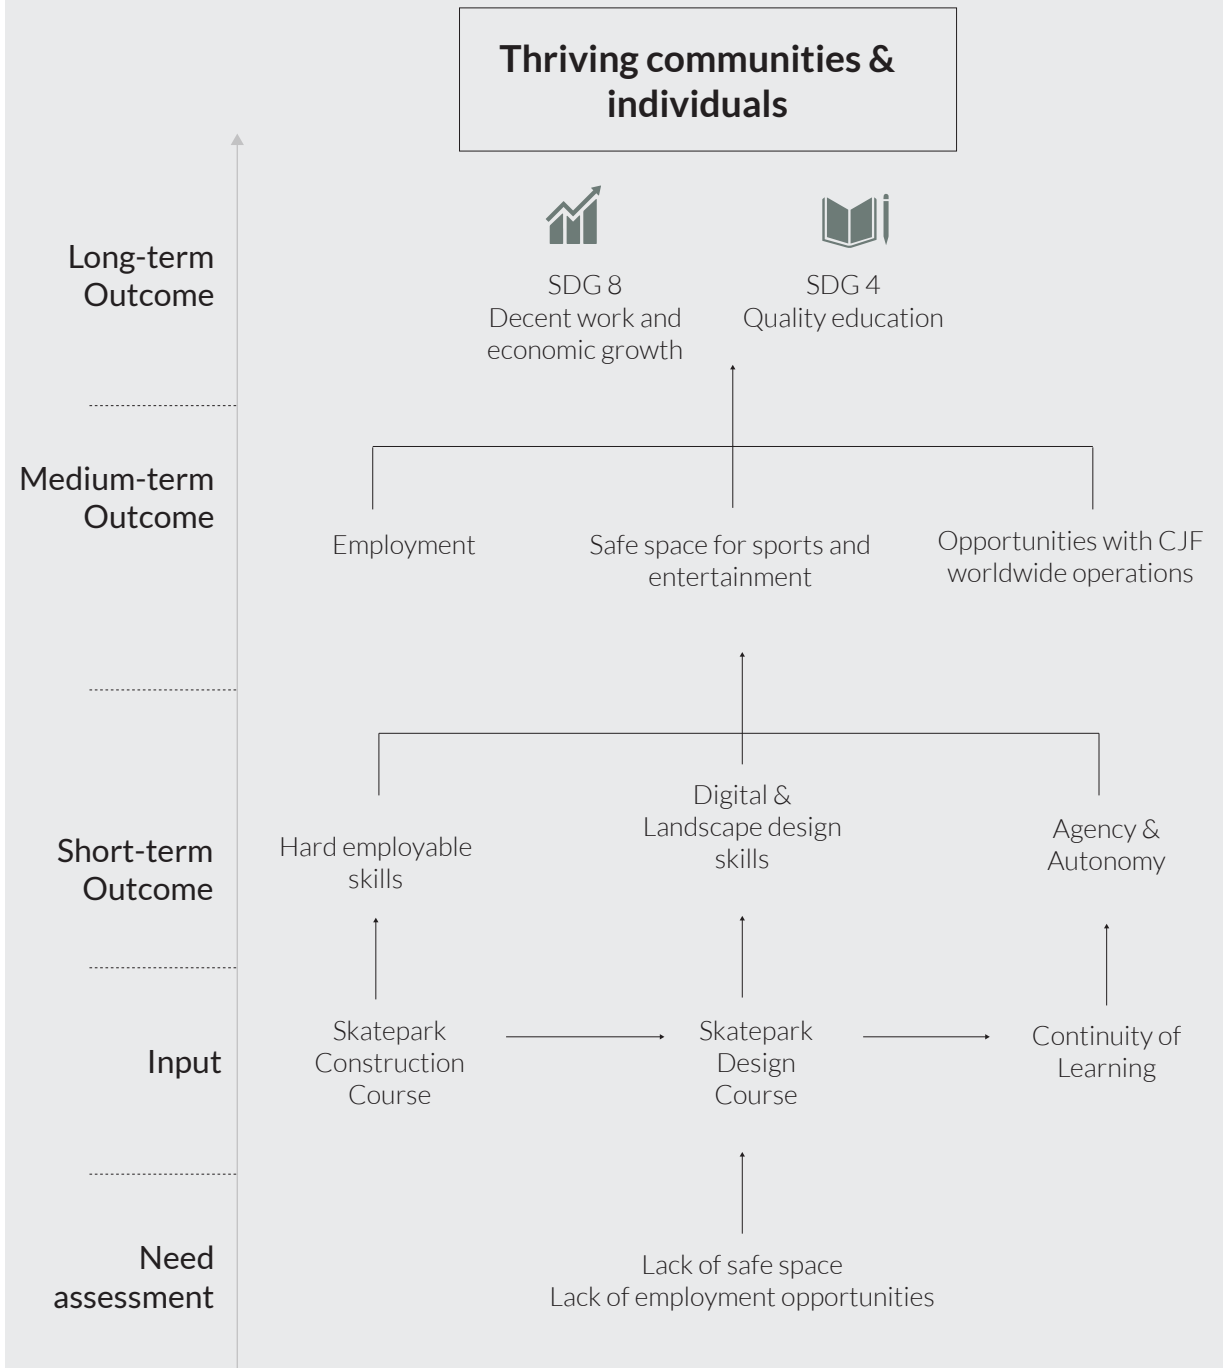 Thriving communities &
individuals
Long-term
Outcome
SDG 8
Decent work and
economic growth
SDG 4
Quality education
Medium-term
Outcome
Employment
Safe space for sports and
entertainment
Opportunities with CJF
worldwide operations
Short-term
Outcome
Hard employable
skills
Digital &
Landscape design
skills
Agency &
Autonomy
Input
Skatepark
Construction
Course
Skatepark
Design
Course
Continuity of
Learning
Need
assessment
Lack of safe space
Lack of employment opportunities